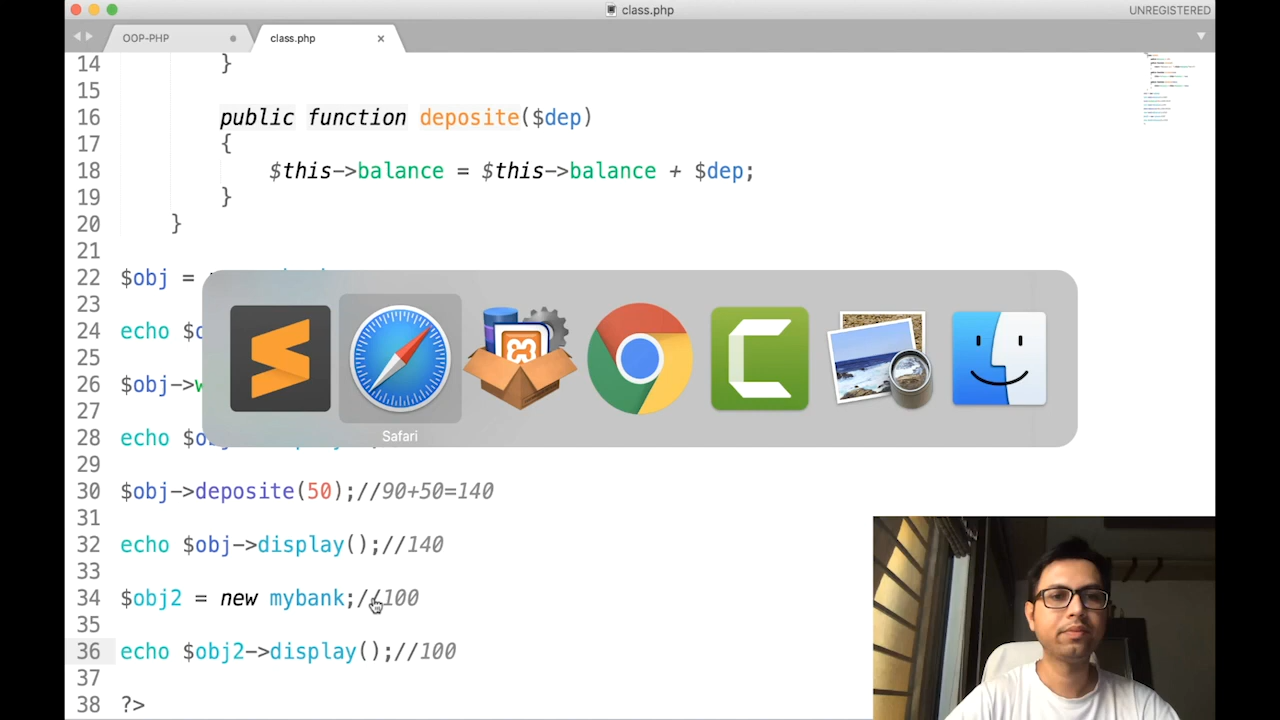 class.php
UNREGISTERED
OOP-PHP
class.php
14 }
15
16 public function deposite($dep)
17 {
18 $this->balance = $this->balance + $dep;
19 }
20 }
21
22 $obj =
23
24 echo
25
26 $obj->
27
28 echo
Safari
29
30 $obj->deposite(50);//90+50=140
31
32 echo $obj->display();//140
33
34 $obj2 = new mybank;//100
35
36 echo $obj2->display();//100
37
38 ?>